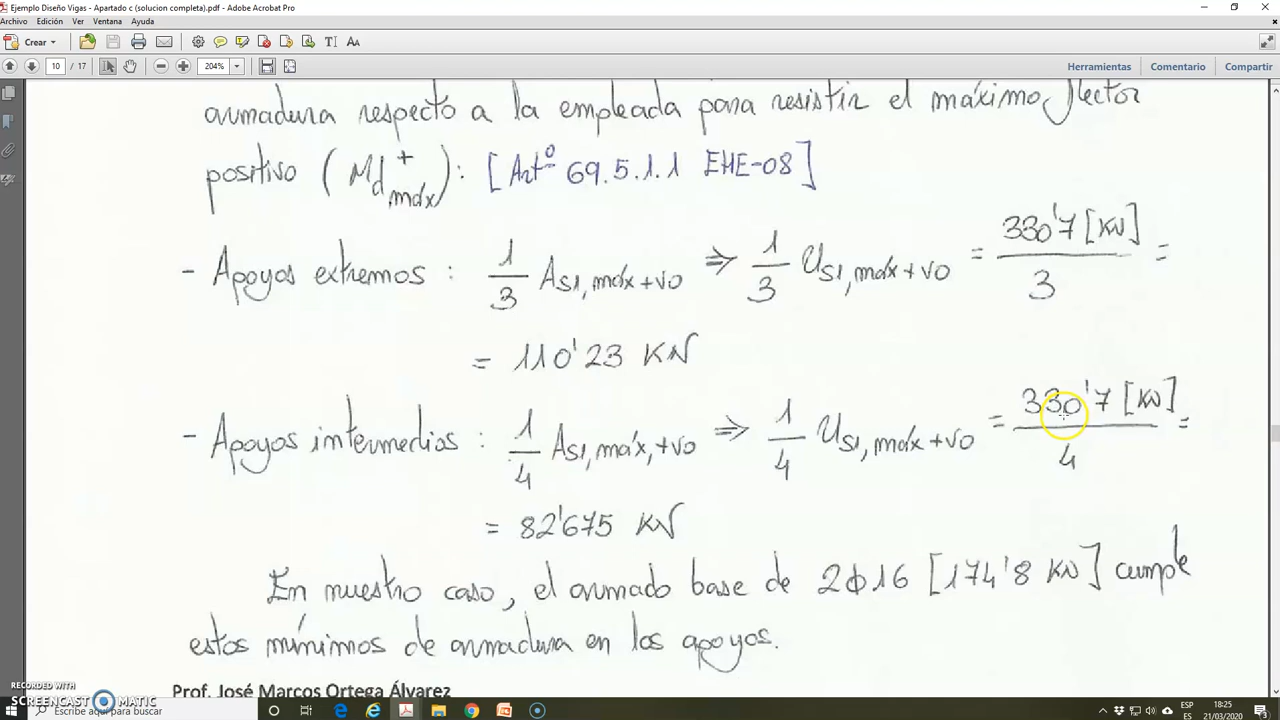 Ejemplo Diseño Vigas - Apartado c (solucion completa).pdf - Adobe Acrobat Pro
Archivo Edición Ver Ventana Ayuda
Crear
10 / 17 204% Herramientas Comentario Compartir
armadura respecto a la empleada para resistir el máximo flector
positivo (Md⁺máx): [Artº 69.5.1.1 EHE-08]
- Apoyos extremos : 1/3 As1,máx+vo ⇒ 1/3 Us1,máx+vo = 330'7 [KN]/3 =
= 110'23 KN
- Apoyos intermedios : 1/4 As1,máx,+vo ⇒ 1/4 Us1,máx+vo = 330'7 [KN]/4 =
= 82'675 KN
En nuestro caso, el armado base de 2ϕ16 [174'8 KN] cumple
estos mínimos de armadura en los apoyos.
Prof. José Marcos Ortega Álvarez
RECORDED WITH
SCREENCAST MATIC
Escribe aquí para buscar
ESP 18:25
ES 21/03/2020